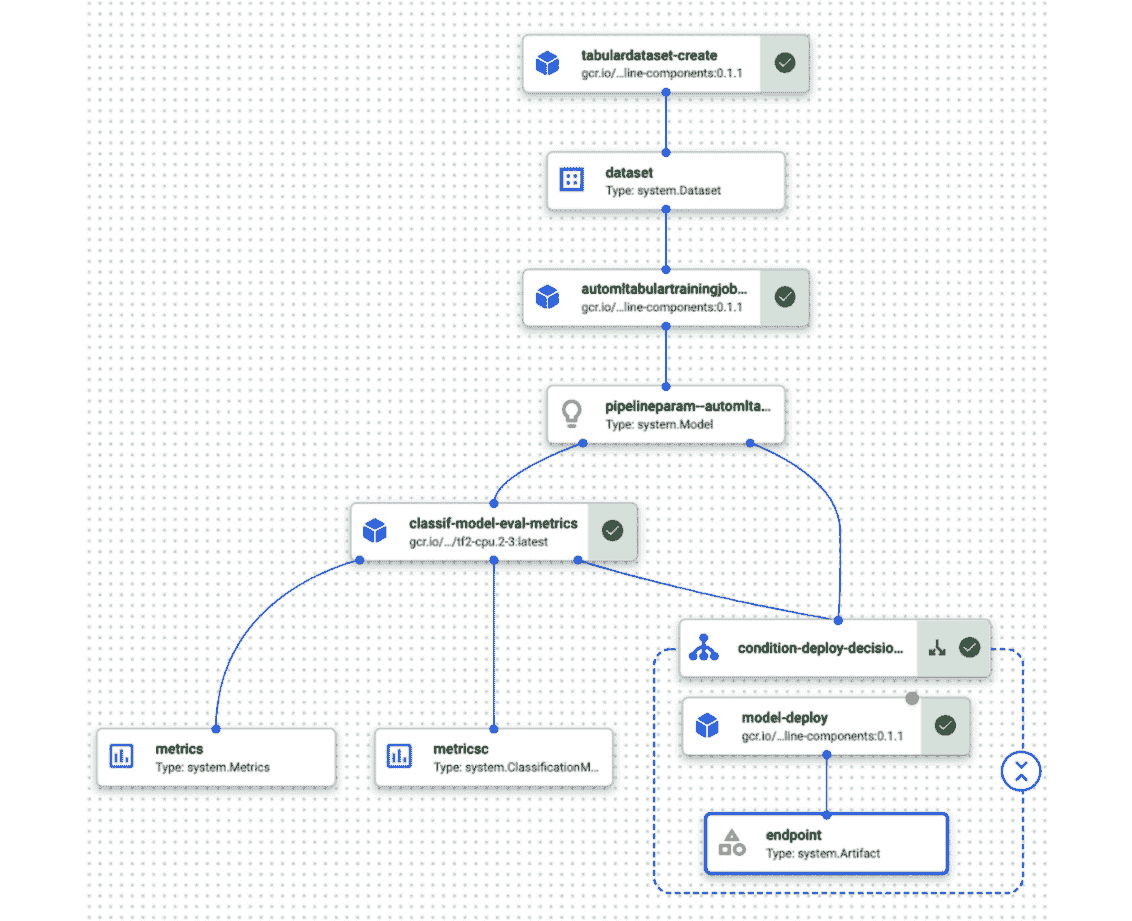 tabulardataset-create
gcr.io/...line-components:0.1.1
dataset
Type: system.Dataset
automltabulartrainingjob...
gcr.io/...line-components:0.1.1
pipelineparam--automlta...
Type: system.Model
classif-model-eval-metrics
gcr.io/.../tf2-cpu.2-3:latest
condition-deploy-decisio...
model-deploy
gcr.io/...line-components:0.1.1
metrics
Type: system.Metrics
metricsc
Type: system.ClassificationM...
endpoint
Type: system.Artifact